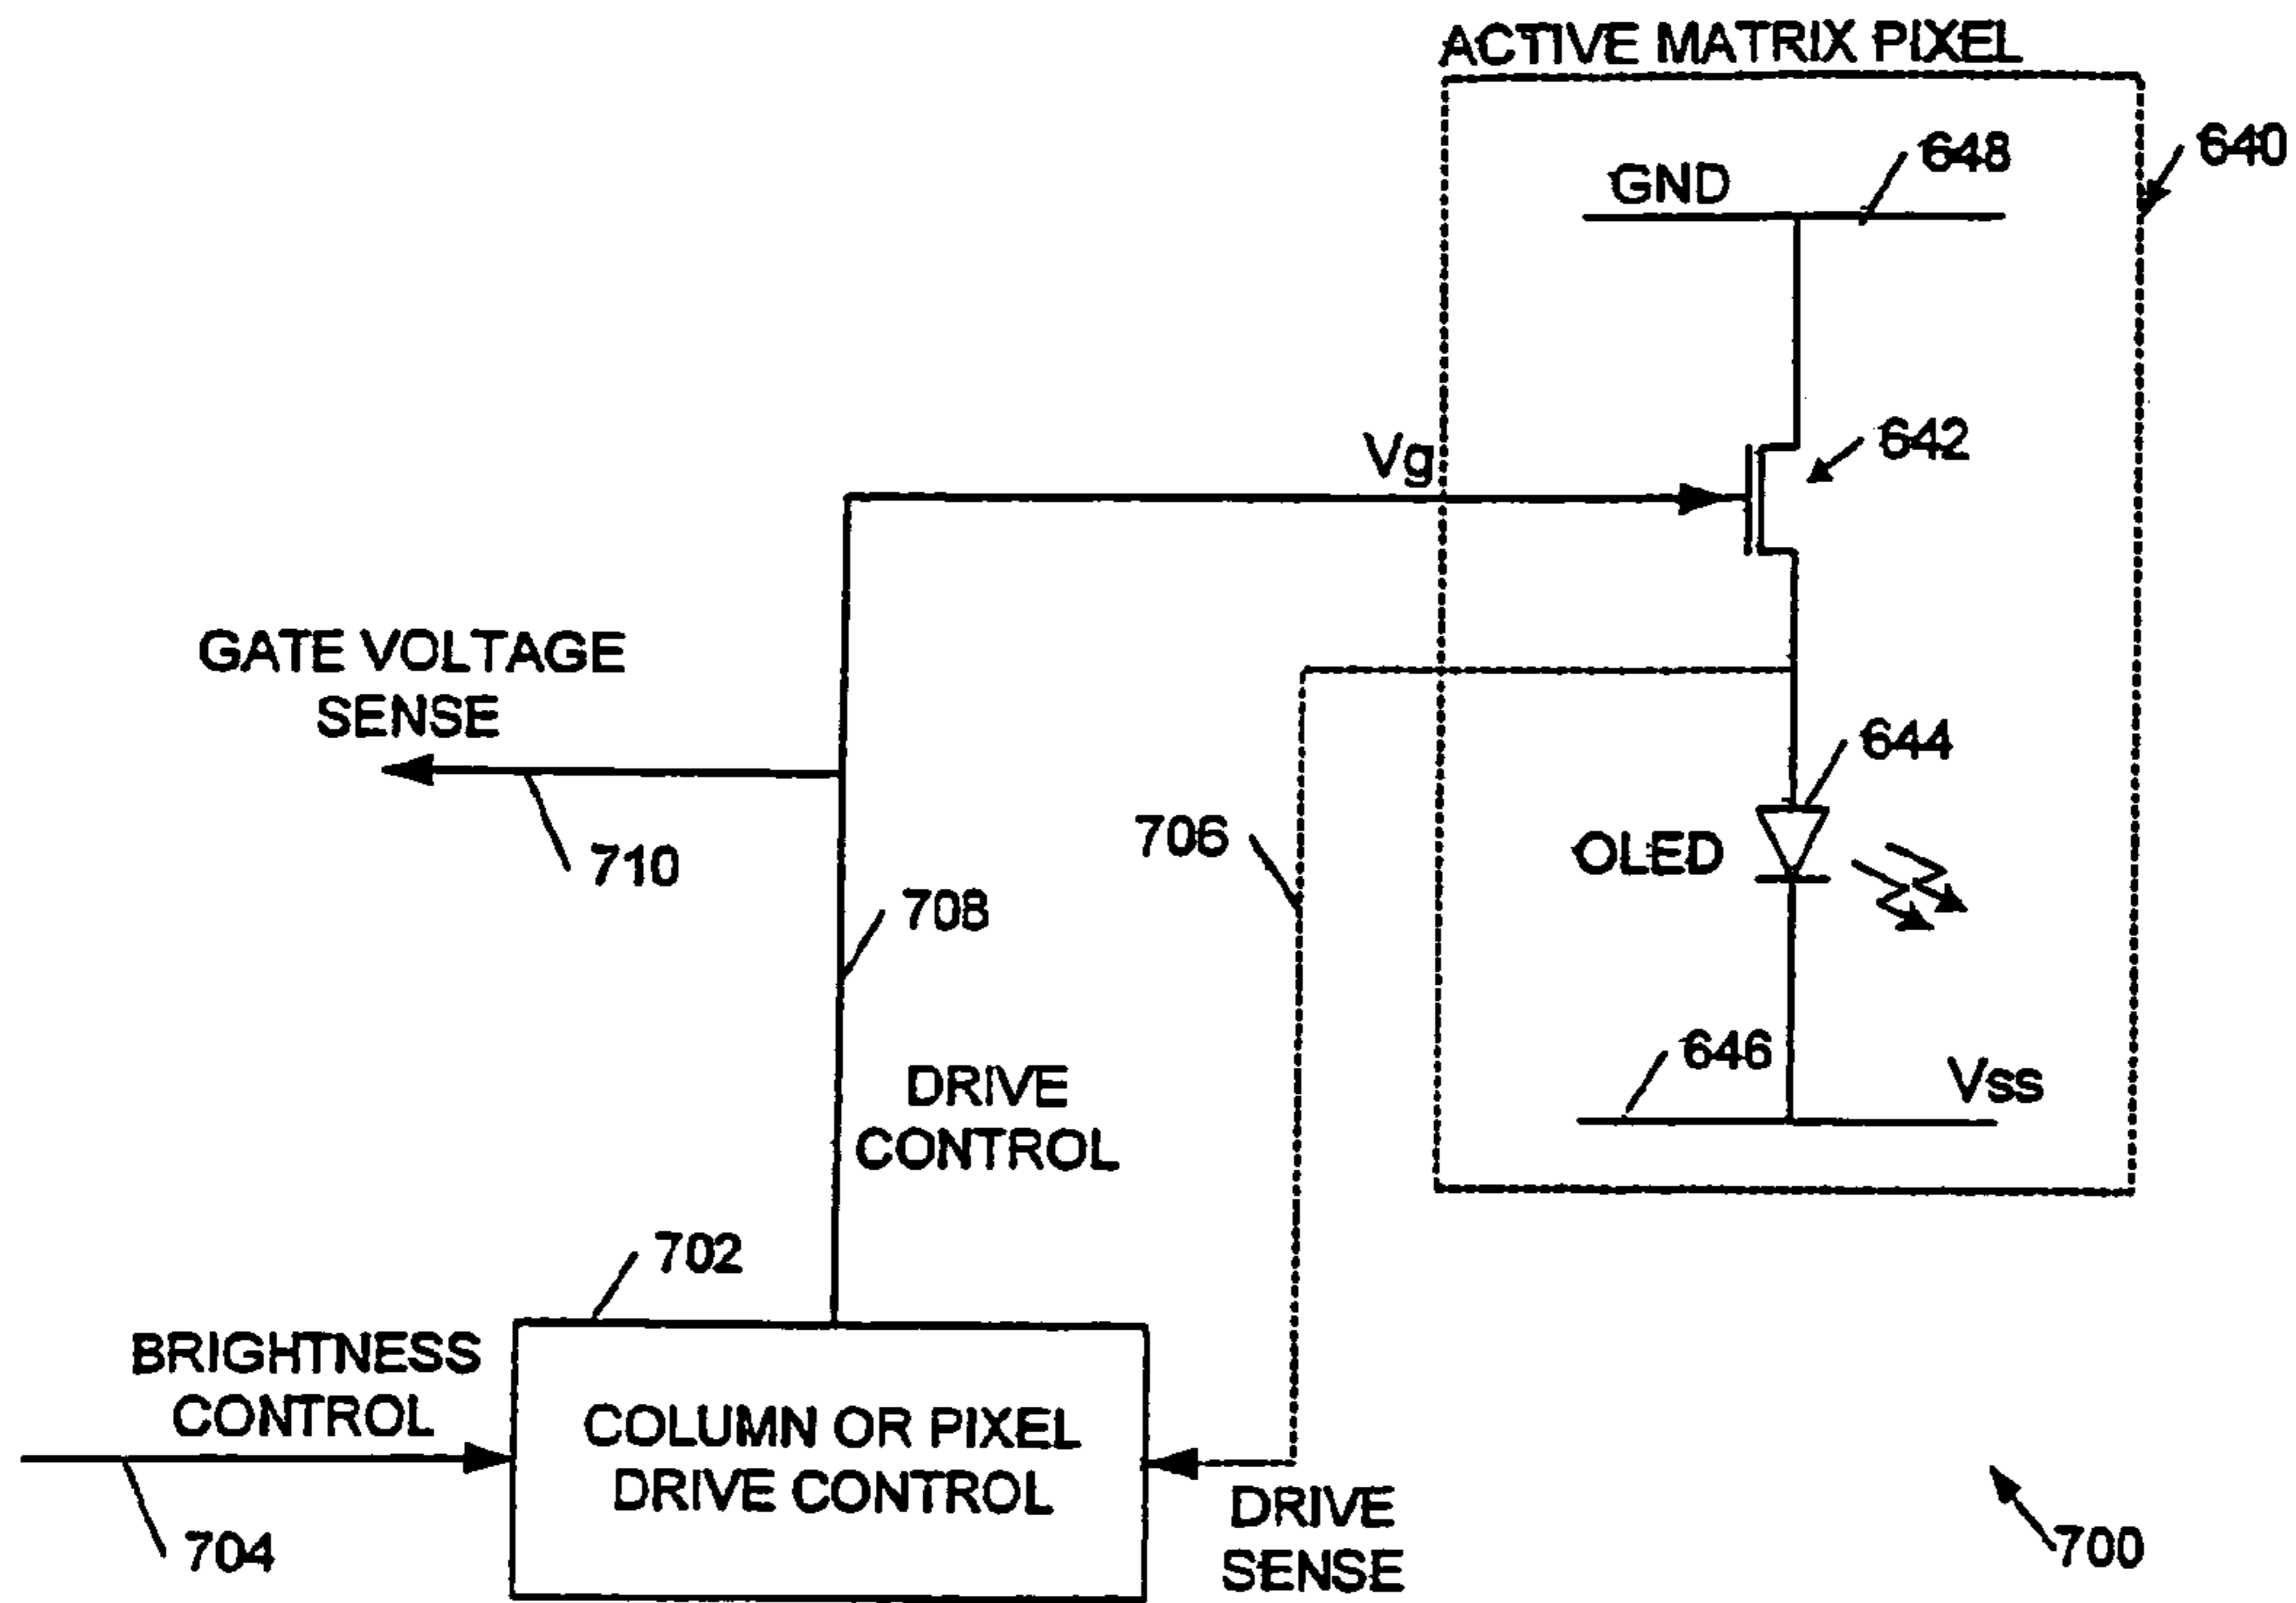 ACTIVE MATRIX PIXEL
640
648
GND
642
Vg
GATE VOLTAGE
SENSE
644
706
OLED
710
708
646
Vss
DRIVE
CONTROL
702
BRIGHTNESS
CONTROL
COLUMN OR PIXEL
DRIVE CONTROL
DRIVE
SENSE
704
700